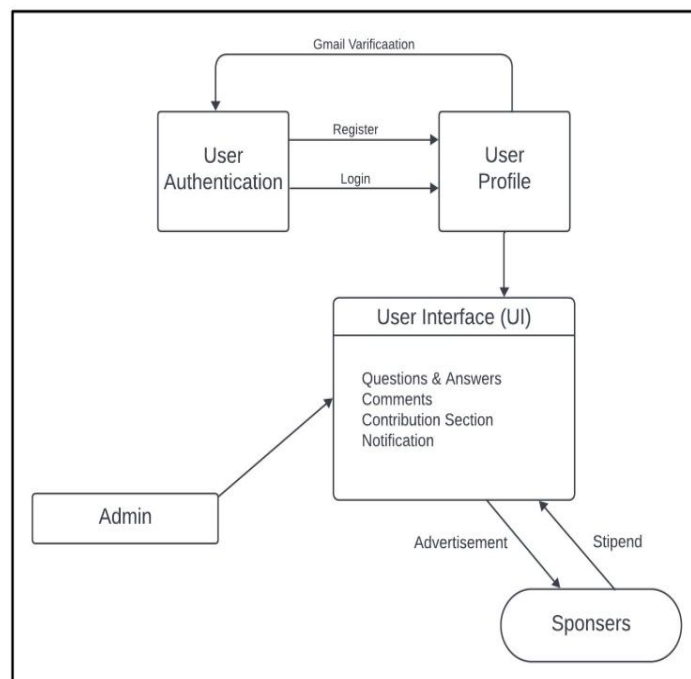 Gmail Varificaation
User
Authentication
Register
Login
User
Profile
User Interface (UI)
Questions & Answers
Comments
Contribution Section
Notification
Admin
Advertisement
Stipend
Sponsers